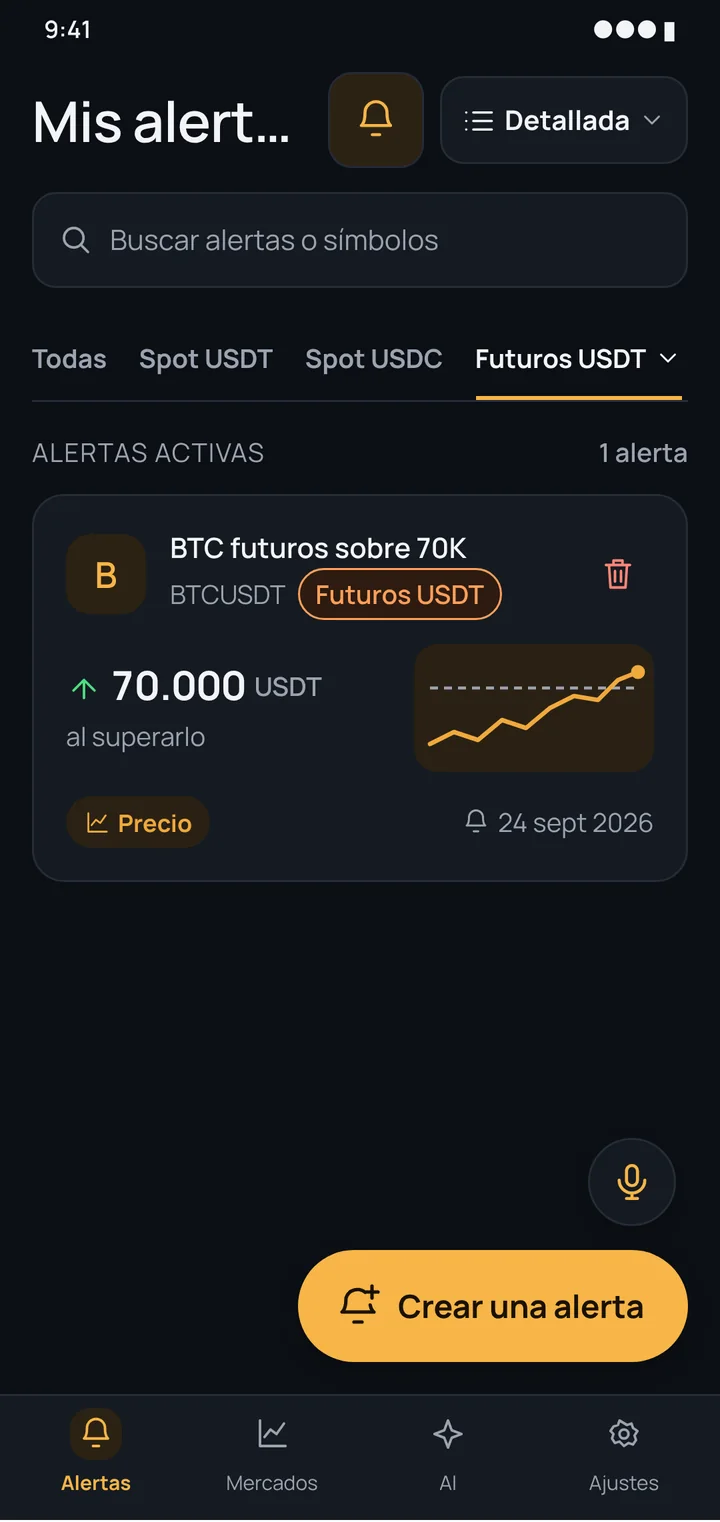 9:41
Mis alert...
Detallada
Buscar alertas o símbolos
Todas Spot USDT Spot USDC Futuros USDT
ALERTAS ACTIVAS 1 alerta
B
BTC futuros sobre 70K
BTCUSDT Futuros USDT
70.000 USDT
al superarlo
Precio 24 sept 2026
Crear una alerta
Alertas Mercados AI Ajustes